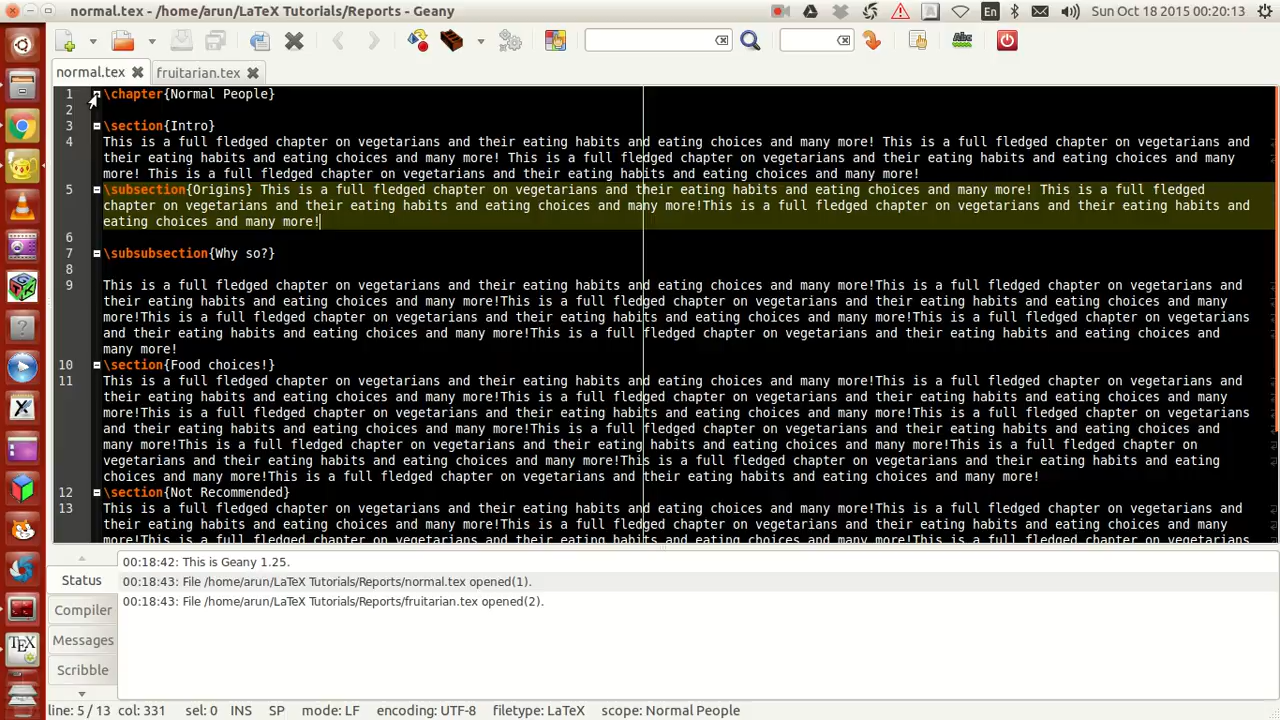 normal.tex - /home/arun/LaTeX Tutorials/Reports - Geany
En
Sun Oct 18 2015 00:20:13
normal.tex
fruitarian.tex
1 \chapter{Normal People}
2
3 \section{Intro}
4 This is a full fledged chapter on vegetarians and their eating habits and eating choices and many more! This is a full fledged chapter on vegetarians and
their eating habits and eating choices and many more! This is a full fledged chapter on vegetarians and their eating habits and eating choices and many
more! This is a full fledged chapter on vegetarians and their eating habits and eating choices and many more!
5 \subsection{Origins} This is a full fledged chapter on vegetarians and their eating habits and eating choices and many more! This is a full fledged
chapter on vegetarians and their eating habits and eating choices and many more!This is a full fledged chapter on vegetarians and their eating habits and
eating choices and many more!
6
7 \subsubsection{Why so?}
8
9 This is a full fledged chapter on vegetarians and their eating habits and eating choices and many more!This is a full fledged chapter on vegetarians and
their eating habits and eating choices and many more!This is a full fledged chapter on vegetarians and their eating habits and eating choices and many
more!This is a full fledged chapter on vegetarians and their eating habits and eating choices and many more!This is a full fledged chapter on vegetarians
and their eating habits and eating choices and many more!This is a full fledged chapter on vegetarians and their eating habits and eating choices and
many more!
10 \section{Food choices!}
11 This is a full fledged chapter on vegetarians and their eating habits and eating choices and many more!This is a full fledged chapter on vegetarians and
their eating habits and eating choices and many more!This is a full fledged chapter on vegetarians and their eating habits and eating choices and many
more!This is a full fledged chapter on vegetarians and their eating habits and eating choices and many more!This is a full fledged chapter on vegetarians
and their eating habits and eating choices and many more!This is a full fledged chapter on vegetarians and their eating habits and eating choices and
many more!This is a full fledged chapter on vegetarians and their eating habits and eating choices and many more!This is a full fledged chapter on
vegetarians and their eating habits and eating choices and many more!This is a full fledged chapter on vegetarians and their eating habits and eating
choices and many more!This is a full fledged chapter on vegetarians and their eating habits and eating choices and many more!
12 \section{Not Recommended}
13 This is a full fledged chapter on vegetarians and their eating habits and eating choices and many more!This is a full fledged chapter on vegetarians and
their eating habits and eating choices and many more!This is a full fledged chapter on vegetarians and their eating habits and eating choices and many
more!This is a full fledged chapter on vegetarians and their eating habits and eating choices and many more!This is a full fledged chapter on vegetarians
Status
Compiler
Messages
Scribble
00:18:42: This is Geany 1.25.
00:18:43: File /home/arun/LaTeX Tutorials/Reports/normal.tex opened(1).
00:18:43: File /home/arun/LaTeX Tutorials/Reports/fruitarian.tex opened(2).
line: 5 / 13 col: 331 sel: 0 INS SP mode: LF encoding: UTF-8 filetype: LaTeX scope: Normal People